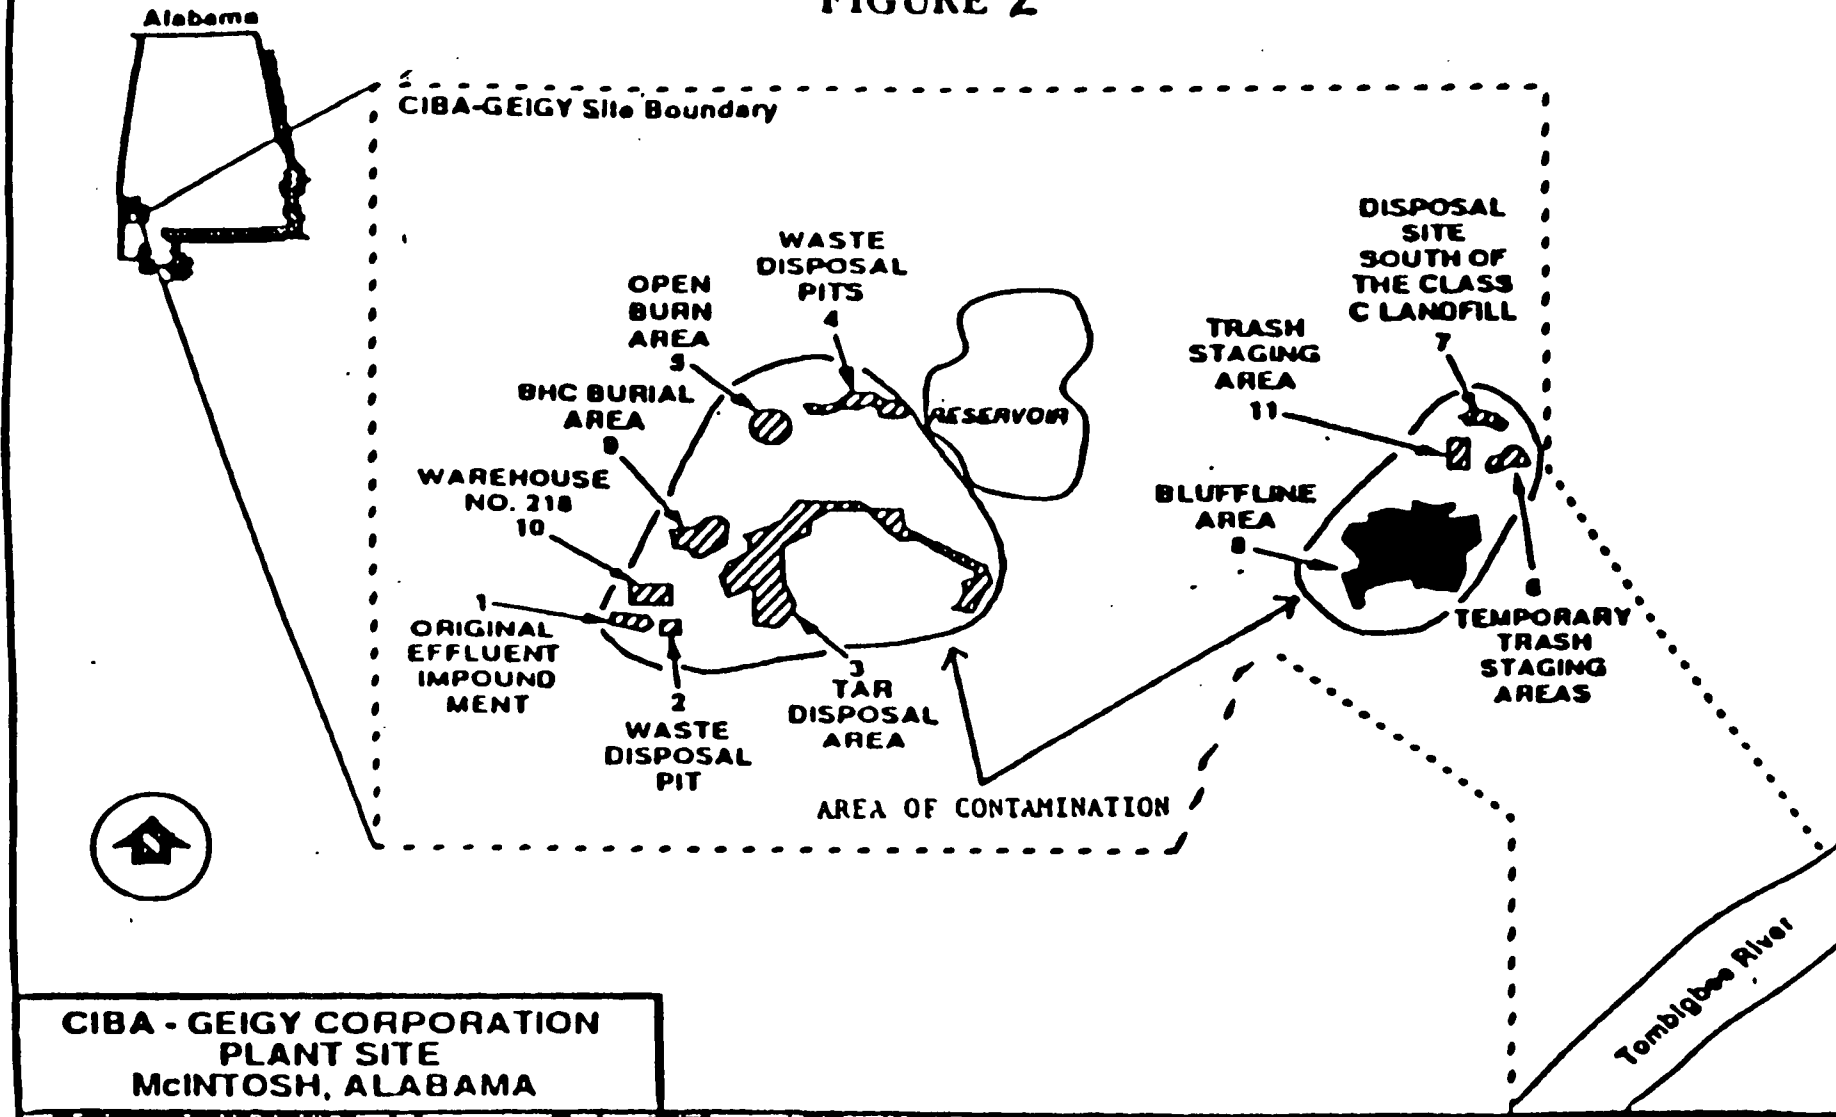 FIGURE 2
Alabama
CIBA-GEIGY Site Boundary
DISPOSAL
SITE
SOUTH OF
THE CLASS
C LANDFILL
7
WASTE
DISPOSAL
PITS
4
OPEN
BURN
AREA
5
TRASH
STAGING
AREA
11
BHC BURIAL
AREA
9
RESERVOIR
WAREHOUSE
NO. 218
10
BLUFFLINE
AREA
8
1
ORIGINAL
EFFLUENT
IMPOUND
MENT
2
WASTE
DISPOSAL
PIT
3
TAR
DISPOSAL
AREA
6
TEMPORARY
TRASH
STAGING
AREAS
AREA OF CONTAMINATION
N
Tombigbee River
CIBA - GEIGY CORPORATION
PLANT SITE
McINTOSH, ALABAMA